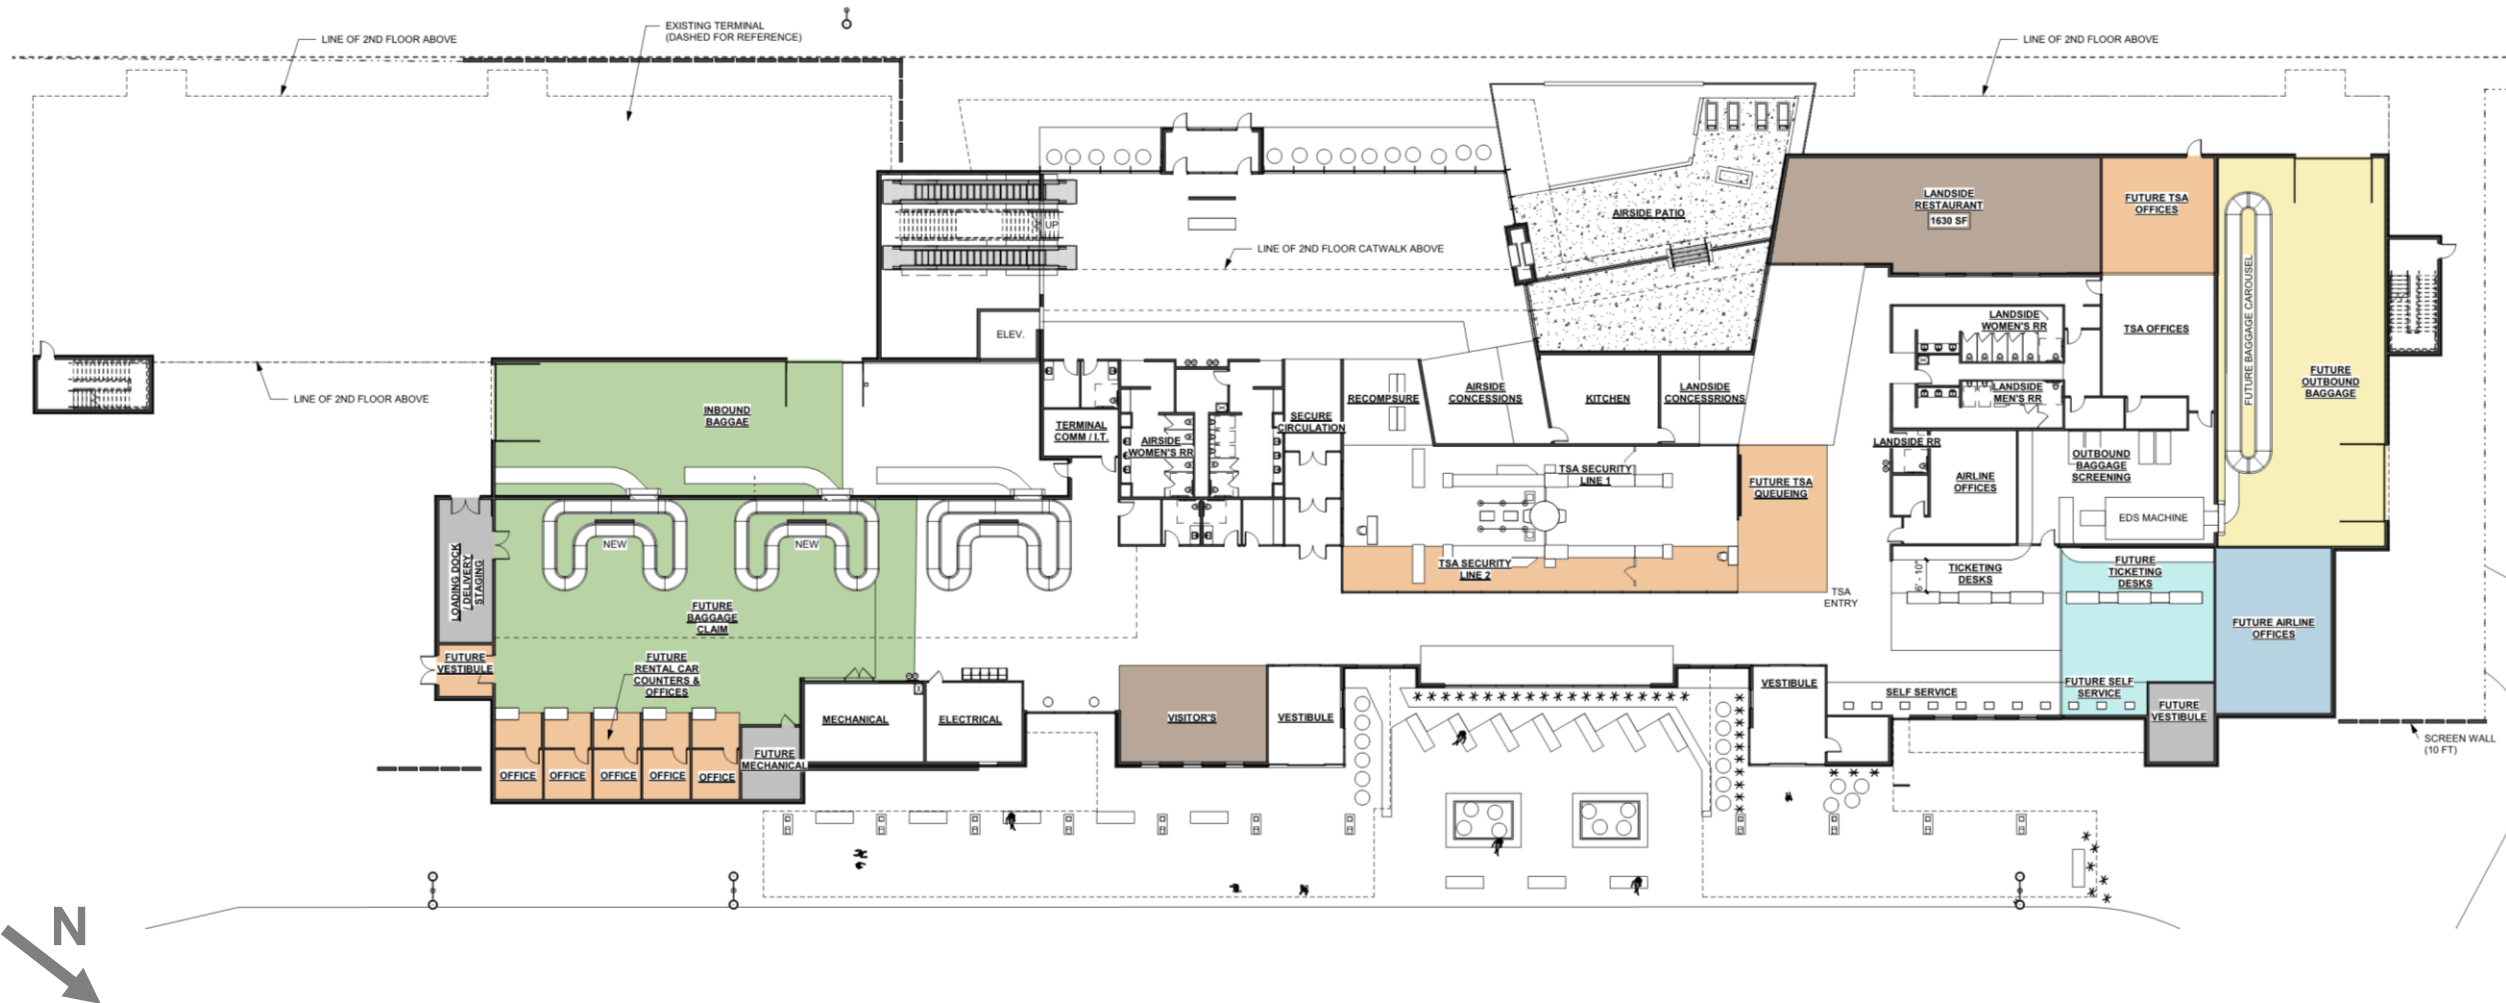 EXISTING TERMINAL
(DASHED FOR REFERENCE)
LINE OF 2ND FLOOR ABOVE
LINE OF 2ND FLOOR ABOVE
LANDSIDE
RESTAURANT
1630 SF
FUTURE TSA
OFFICES
AIRSIDE PATIO
UP
LINE OF 2ND FLOOR CATWALK ABOVE
FUTURE BAGGAGE CAROUSEL
ELEV.
LANDSIDE
WOMEN'S RR
TSA OFFICES
FUTURE
OUTBOUND
BAGGAGE
LINE OF 2ND FLOOR ABOVE
INBOUND
BAGGAE
TERMINAL
COMM / I.T.
AIRSIDE
WOMEN'S RR
SECURE
CIRCULATION
RECOMPSURE
AIRSIDE
CONCESSIONS
KITCHEN
LANDSIDE
CONCESSRIONS
LANDSIDE
MEN'S RR
LANDSIDE RR
AIRLINE
OFFICES
OUTBOUND
BAGGAGE
SCREENING
TSA SECURITY
LINE 1
FUTURE TSA
QUEUEING
EDS MACHINE
NEW
NEW
LOADING DOCK
/ DELIVERY
STAGING
TSA SECURITY
LINE 2
TSA
ENTRY
6' - 10"
TICKETING
DESKS
FUTURE
TICKETING
DESKS
FUTURE
BAGGAGE
CLAIM
FUTURE AIRLINE
OFFICES
FUTURE
VESTIBULE
FUTURE
RENTAL CAR
COUNTERS &
OFFICES
VESTIBULE
SELF SERVICE
FUTURE SELF
SERVICE
FUTURE
VESTIBULE
MECHANICAL
ELECTRICAL
VISITOR'S
VESTIBULE
SCREEN WALL
(10 FT)
FUTURE
MECHANICAL
OFFICE
OFFICE
OFFICE
OFFICE
OFFICE
N